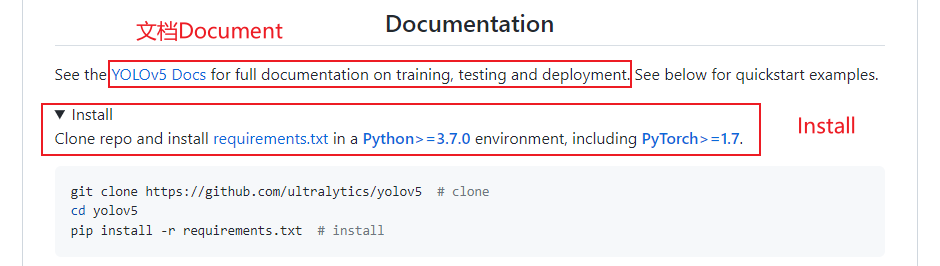 Documentation
文档Document
See the YOLOv5 Docs for full documentation on training, testing and deployment. See below for quickstart examples.
▼ Install
Clone repo and install requirements.txt in a Python>=3.7.0 environment, including PyTorch>=1.7.
Install
git clone https://github.com/ultralytics/yolov5  # clone
cd yolov5
pip install -r requirements.txt  # install